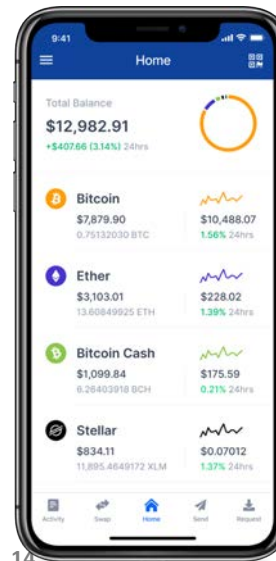 9:41
Home
Total Balance
$12,982.91
+$407.66 (3.14%) 24hrs
Bitcoin
$7,879.90 $10,488.07
0.75132030 BTC 1.56% 24hrs
Ether
$3,103.01 $228.02
13.60849925 ETH 1.39% 24hrs
Bitcoin Cash
$1,099.84 $175.59
6.26403918 BCH 0.21% 24hrs
Stellar
$834.11 $0.07012
11,895.4649172 XLM 1.37% 24hrs
Activity Swap Home Send Request
14